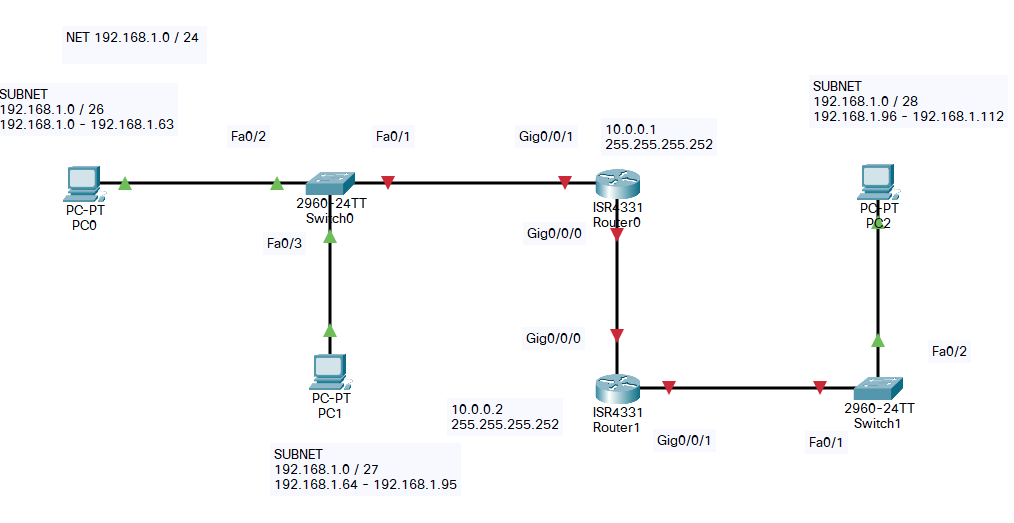 NET 192.168.1.0 / 24
SUBNET
192.168.1.0 / 26
192.168.1.0 - 192.168.1.63
SUBNET
192.168.1.0 / 28
192.168.1.96 - 192.168.1.112
Fa0/2
Fa0/1
Gig0/0/1
10.0.0.1
255.255.255.252
PC-PT
PC0
2960-24TT
Switch0
ISR4331
Router0
PC-PT
PC2
Fa0/3
Gig0/0/0
Gig0/0/0
Fa0/2
PC-PT
PC1
10.0.0.2
255.255.255.252
ISR4331
Router1
2960-24TT
Switch1
Gig0/0/1
Fa0/1
SUBNET
192.168.1.0 / 27
192.168.1.64 - 192.168.1.95